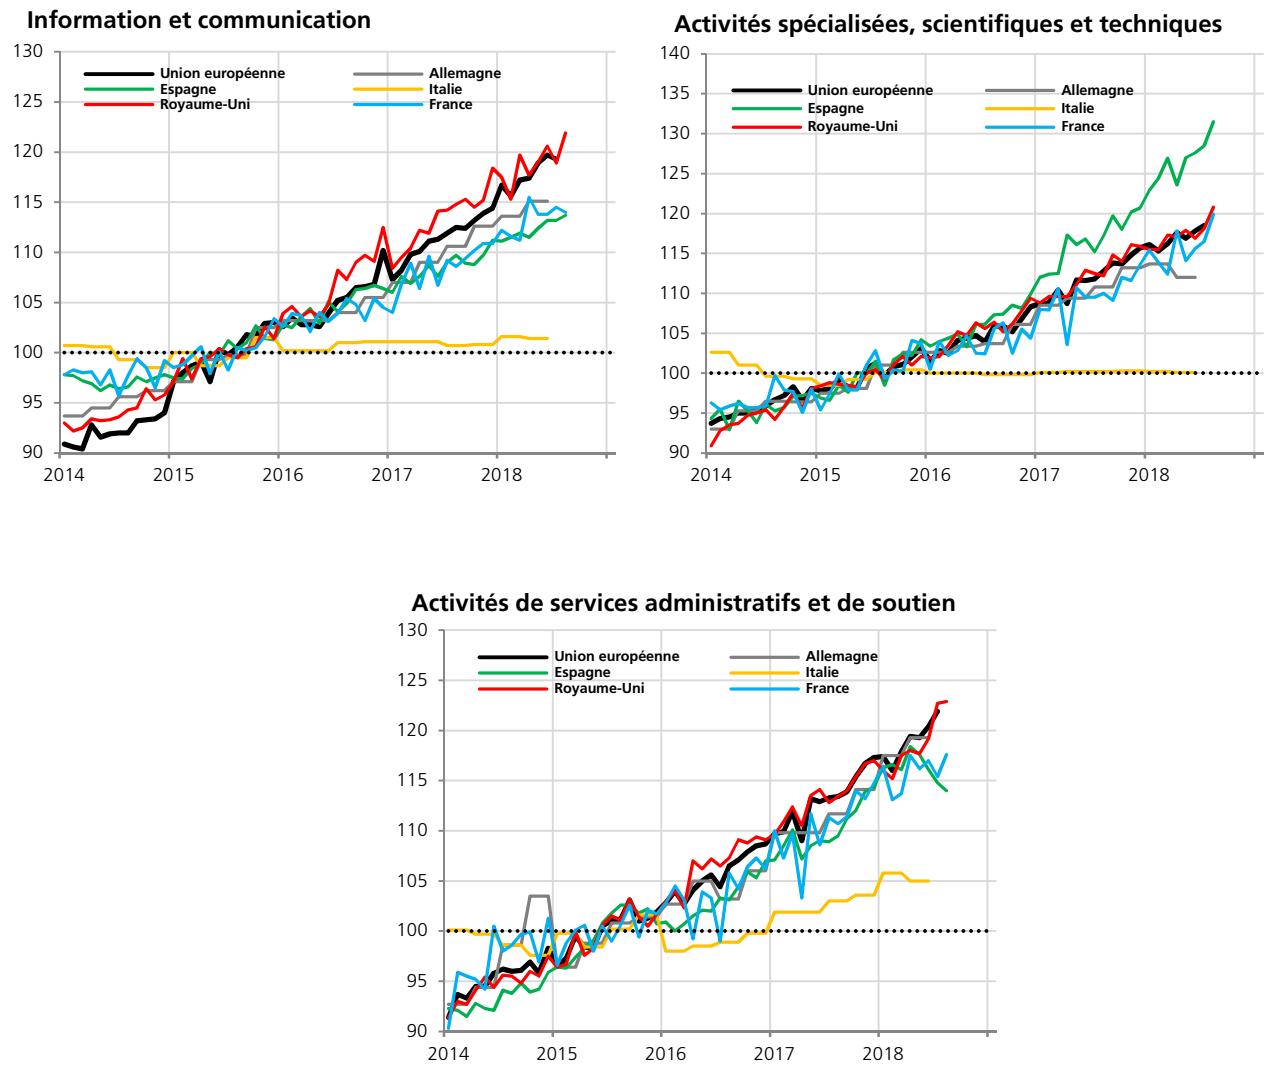 Information et communication
130
125
120
115
110
105
100
95
90
Union européenne
Allemagne
Espagne
Italie
Royaume-Uni
France
2014 2015 2016 2017 2018
Activités spécialisées, scientifiques et techniques
140
135
130
125
120
115
110
105
100
95
90
Union européenne
Allemagne
Espagne
Italie
Royaume-Uni
France
2014 2015 2016 2017 2018
Activités de services administratifs et de soutien
130
125
120
115
110
105
100
95
90
Union européenne
Allemagne
Espagne
Italie
Royaume-Uni
France
2014 2015 2016 2017 2018